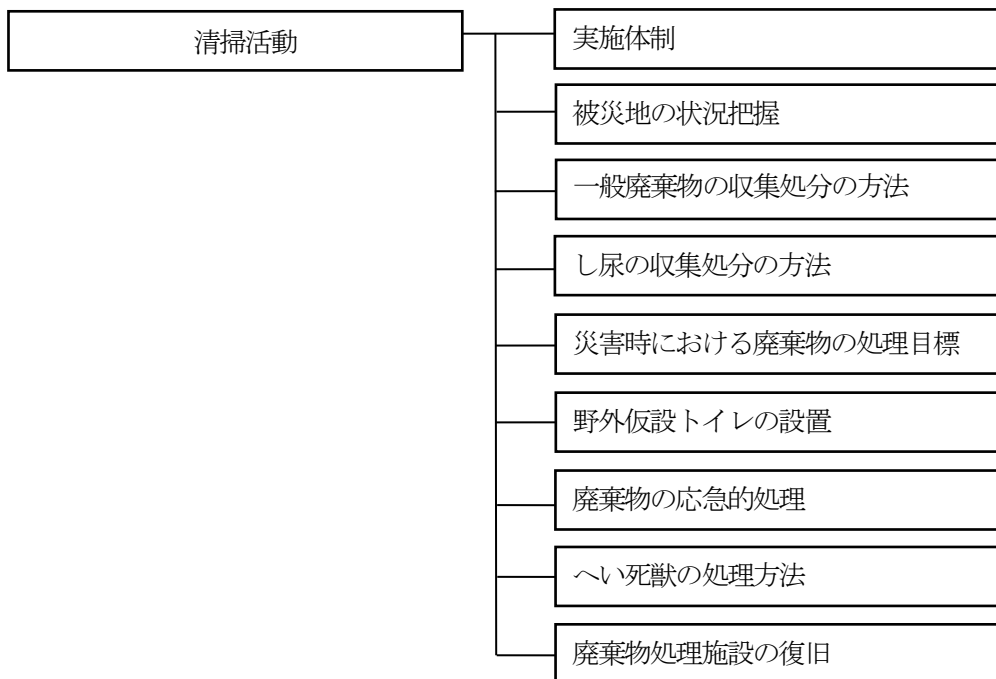 清掃活動
実施体制
被災地の状況把握
一般廃棄物の収集処分の方法
し尿の収集処分の方法
災害時における廃棄物の処理目標
野外仮設トイレの設置
廃棄物の応急的処理
へい死獣の処理方法
廃棄物処理施設の復旧